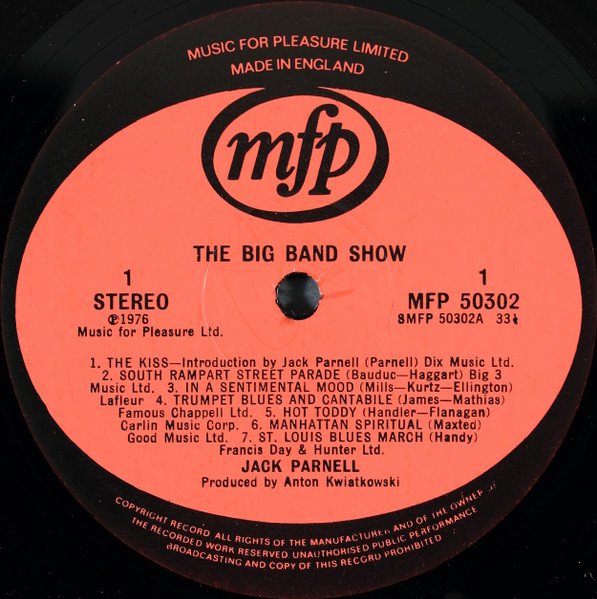 MUSIC FOR PLEASURE LIMITED
MADE IN ENGLAND
mfp
THE BIG BAND SHOW
1 1
STEREO MFP 50302
℗1976 8MFP 50302A 33⅓
Music for Pleasure Ltd.
1. THE KISS—Introduction by Jack Parnell (Parnell) Dix Music Ltd.
2. SOUTH RAMPART STREET PARADE (Bauduc—Haggart) Big 3
Music Ltd. 3. IN A SENTIMENTAL MOOD (Mills—Kurtz—Ellington)
Lafleur 4. TRUMPET BLUES AND CANTABILE (James—Mathias)
Famous Chappell Ltd. 5. HOT TODDY (Handler—Flanagan)
Carlin Music Corp. 6. MANHATTAN SPIRITUAL (Maxted)
Good Music Ltd. 7. ST. LOUIS BLUES MARCH (Handy)
Francis Day & Hunter Ltd.
JACK PARNELL
Produced by Anton Kwiatkowski
COPYRIGHT RECORD ALL RIGHTS OF THE MANUFACTURER AND OF THE OWNER OF
THE RECORDED WORK RESERVED UNAUTHORISED PUBLIC PERFORMANCE
BROADCASTING AND COPY OF THIS RECORD PROHIBITED